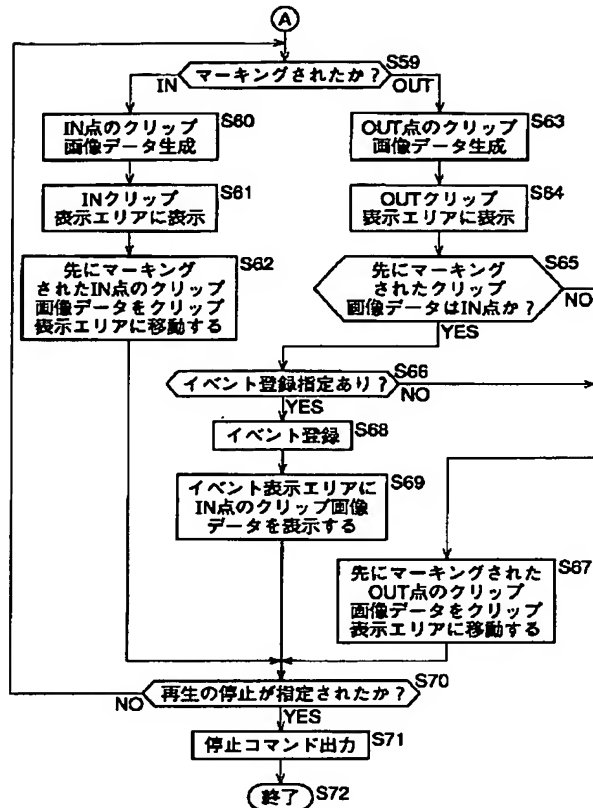 A
S59
マーキングされたか？
IN
OUT
S60
IN点のクリップ
画像データ生成
S61
INクリップ
表示エリアに表示
S62
先にマーキング
されたIN点のクリップ
画像データをクリップ
表示エリアに移動する
S63
OUT点のクリップ
画像データ生成
S64
OUTクリップ
表示エリアに表示
S65
先にマーキング
されたクリップ
画像データはIN点か？
NO
YES
S66
イベント登録指定あり？
NO
YES
S68
イベント登録
S69
イベント表示エリアに
IN点のクリップ画像
データを表示する
S67
先にマーキングされた
OUT点のクリップ
画像データをクリップ
表示エリアに移動する
S70
再生の停止が指定されたか？
NO
YES
S71
停止コマンド出力
終了
S72